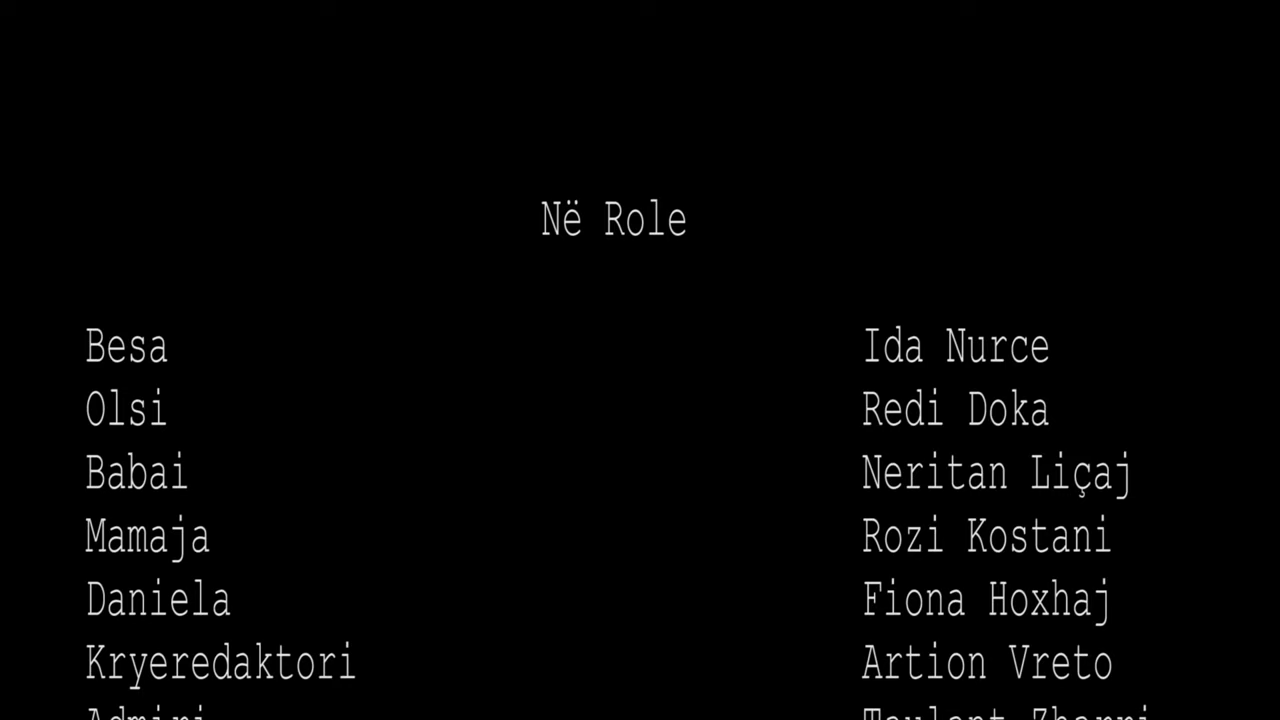 Në Role
Besa Ida Nurce
Olsi Redi Doka
Babai Neritan Liçaj
Mamaja Rozi Kostani
Daniela Fiona Hoxhaj
Kryeredaktori Artion Vreto